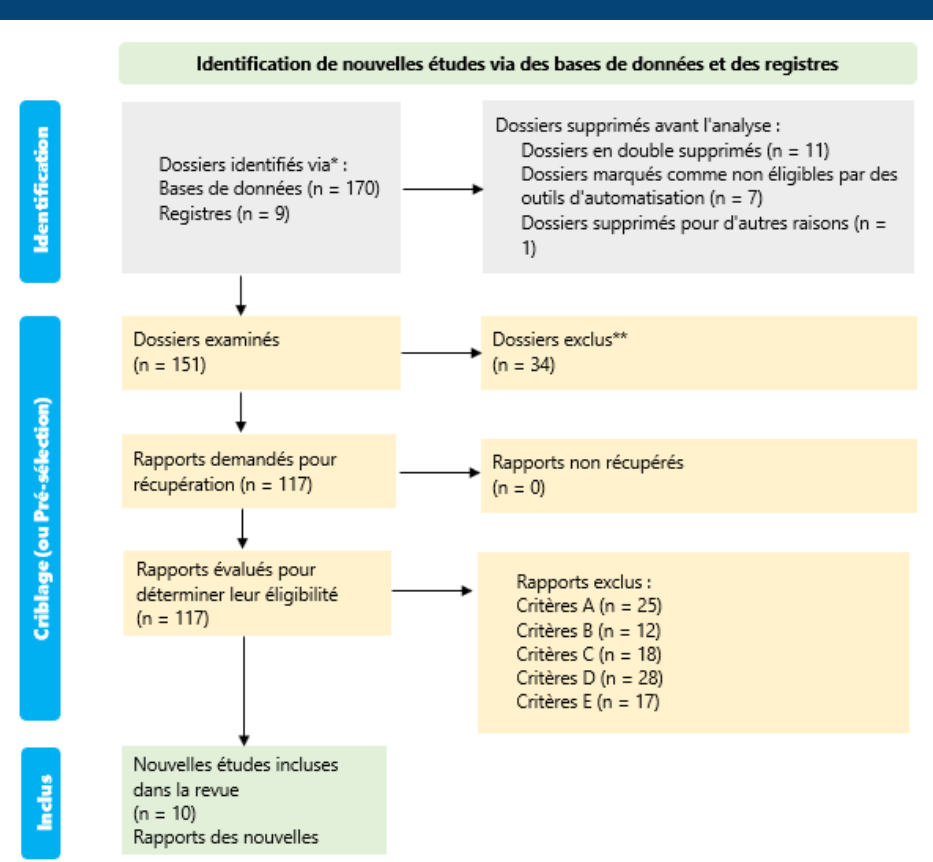 Identification de nouvelles études via des bases de données et des registres
Identification
Dossiers identifiés via* :
Bases de données (n = 170)
Registres (n = 9)
Dossiers supprimés avant l'analyse :
Dossiers en double supprimés (n = 11)
Dossiers marqués comme non éligibles par des
outils d'automatisation (n = 7)
Dossiers supprimés pour d'autres raisons (n =
1)
Criblage (ou Pré-sélection)
Dossiers examinés
(n = 151)
Dossiers exclus**
(n = 34)
Rapports demandés pour
récupération (n = 117)
Rapports non récupérés
(n = 0)
Rapports évalués pour
déterminer leur éligibilité
(n = 117)
Rapports exclus :
Critères A (n = 25)
Critères B (n = 12)
Critères C (n = 18)
Critères D (n = 28)
Critères E (n = 17)
Inclus
Nouvelles études incluses
dans la revue
(n = 10)
Rapports des nouvelles